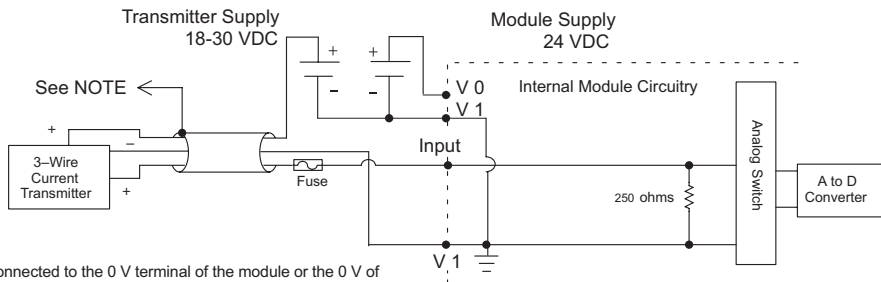 Transmitter Supply
18-30 VDC
Module Supply
24 VDC
+
+
–
–
V 0
V 1
Internal Module Circuitry
See NOTE
+
–
+
3–Wire
Current
Transmitter
Fuse
Input
250 ohms
Analog Switch
A to D
Converter
V 1
onnected to the 0 V terminal of the module or the 0 V of